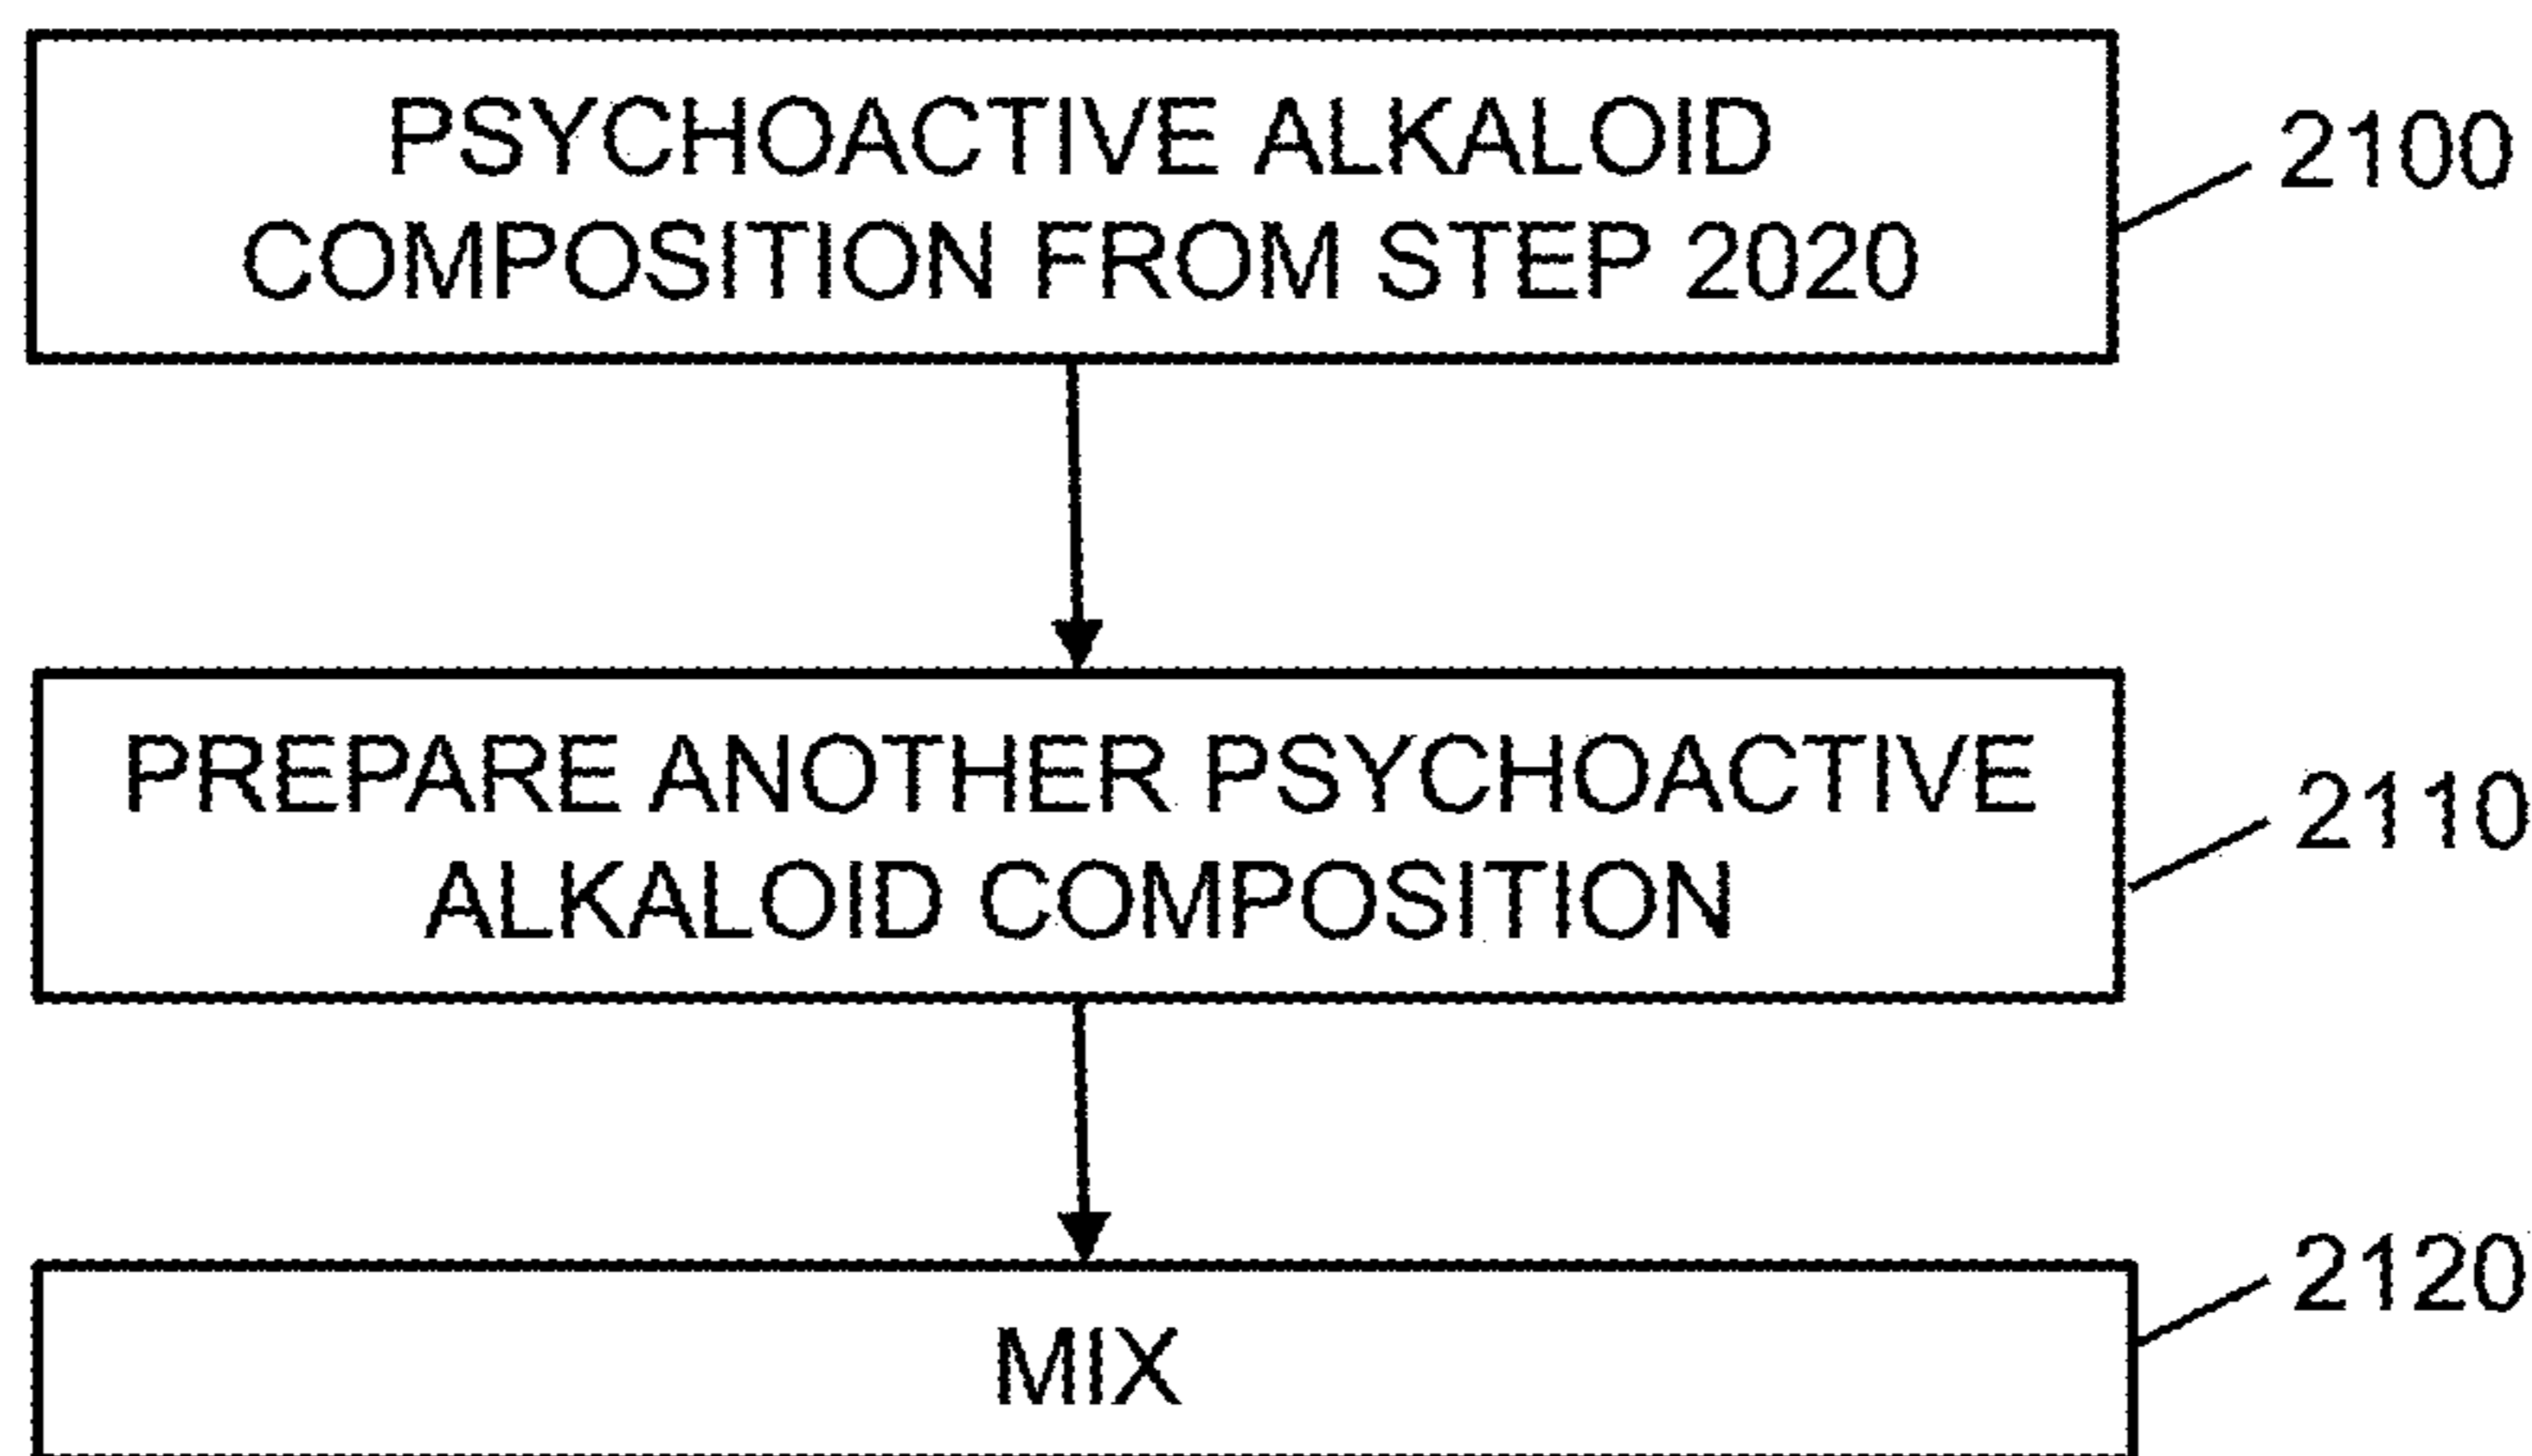 PSYCHOACTIVE ALKALOID
COMPOSITION FROM STEP 2020
2100
PREPARE ANOTHER PSYCHOACTIVE
ALKALOID COMPOSITION
2110
MIX
2120